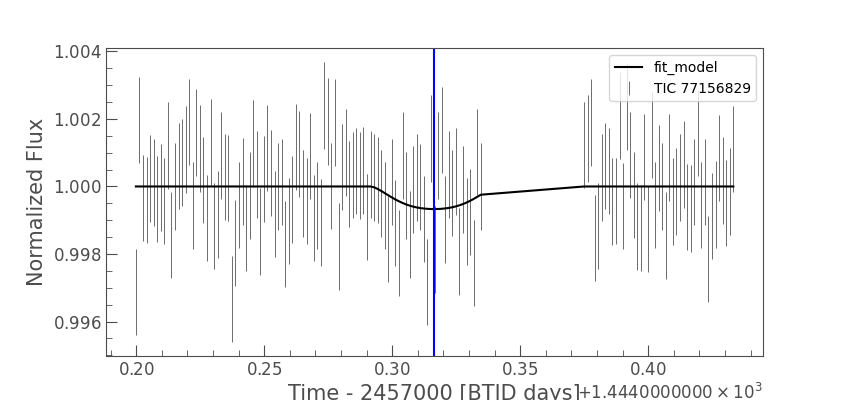 1.004
1.002
1.000
0.998
0.996
Normalized Flux
fit_model
TIC 77156829
0.20
0.25
0.30
0.35
0.40
Time - 2457000 [BTJD days]
+1.4440000000 × 10³